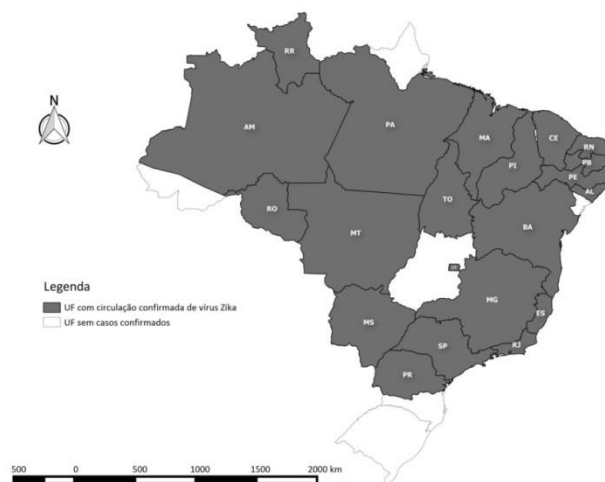 RR
N
AM
PA
MA
CE
RN
PB
PI
PE
AL
TO
RO
BA
MT
Legenda
UF com circulação confirmada de vírus Zika
UF sem casos confirmados
MG
ES
MS
SP
RJ
PR
500 0 500 1000 1500 2000 km